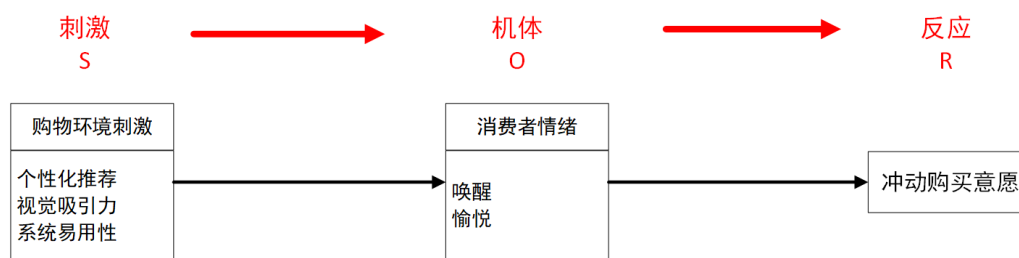 刺激
S
机体
O
反应
R
购物环境刺激
个性化推荐
视觉吸引力
系统易用性
消费者情绪
唤醒
愉悦
冲动购买意愿